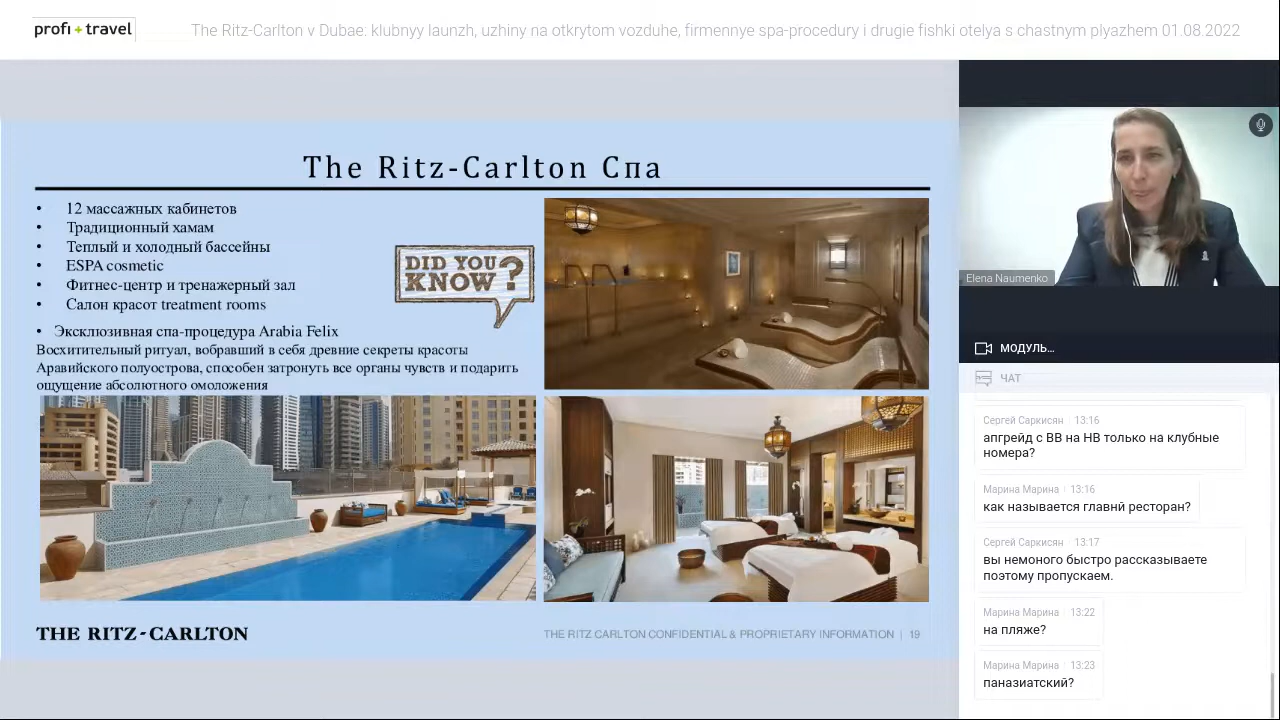 profi+travel
The Ritz-Carlton v Dubae: klubnyy launzh, uzhiny na otkrytom vozduhe, firmennye spa-procedury i drugie fishki otelya s chastnym plyazhem 01.08.2022
The Ritz-Carlton Спа
• 12 массажных кабинетов
• Традиционный хамам
• Теплый и холодный бассейны
• ESPA cosmetic
• Фитнес-центр и тренажерный зал
• Салон красот treatment rooms
DID YOU
KNOW?
• Эксклюзивная спа-процедура Arabia Felix
Восхитительный ритуал, вобравший в себя древние секреты красоты
Аравийского полуострова, способен затронуть все органы чувств и подарить
ощущение абсолютного омоложения
THE RITZ-CARLTON
THE RITZ CARLTON CONFIDENTIAL & PROPRIETARY INFORMATION | 19
Elena Naumenko
МОДУЛЬ...
ЧАТ
Сергей Саркисян 13:16
апгрейд с ВВ на НВ только на клубные
номера?
Марина Марина 13:16
как называется главнй ресторан?
Сергей Саркисян 13:17
вы немоного быстро рассказываете
поэтому пропускаем.
Марина Марина 13:22
на пляже?
Марина Марина 13:23
паназиатский?